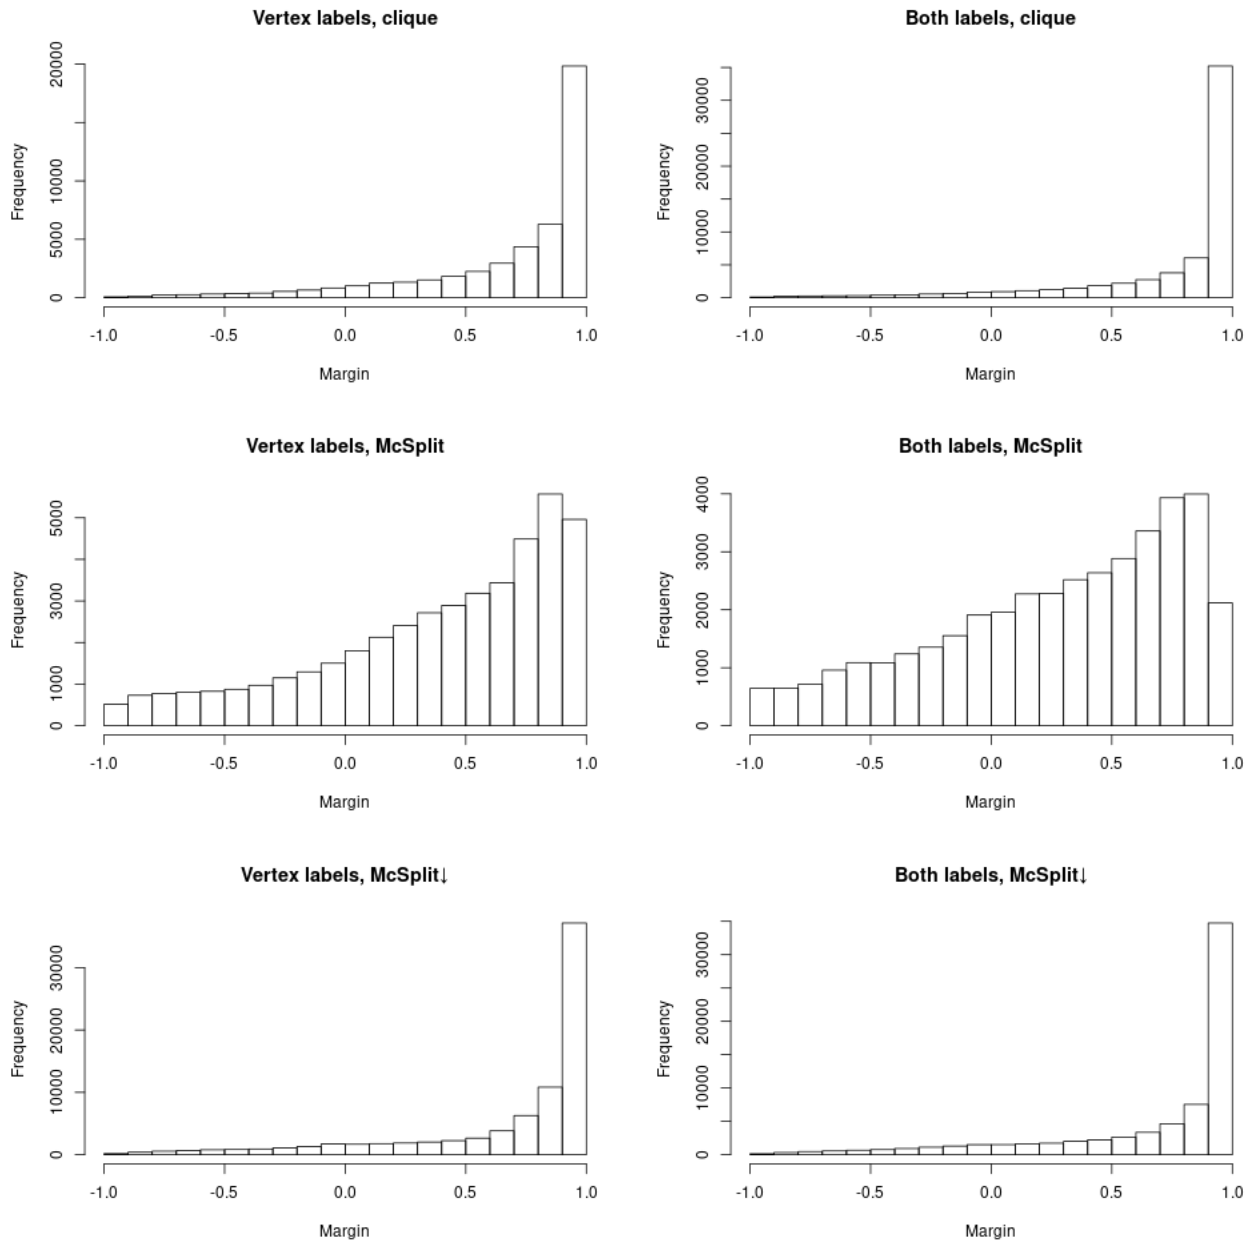 Vertex labels, clique
Frequency
0
5000
10000
20000
-1.0 -0.5 0.0 0.5 1.0
Margin
Both labels, clique
Frequency
0
10000
20000
30000
-1.0 -0.5 0.0 0.5 1.0
Margin
Vertex labels, McSplit
Frequency
0
1000
3000
5000
-1.0 -0.5 0.0 0.5 1.0
Margin
Both labels, McSplit
Frequency
0
1000
2000
3000
4000
-1.0 -0.5 0.0 0.5 1.0
Margin
Vertex labels, McSplit↓
Frequency
0
10000
20000
30000
-1.0 -0.5 0.0 0.5 1.0
Margin
Both labels, McSplit↓
Frequency
0
10000
20000
30000
-1.0 -0.5 0.0 0.5 1.0
Margin